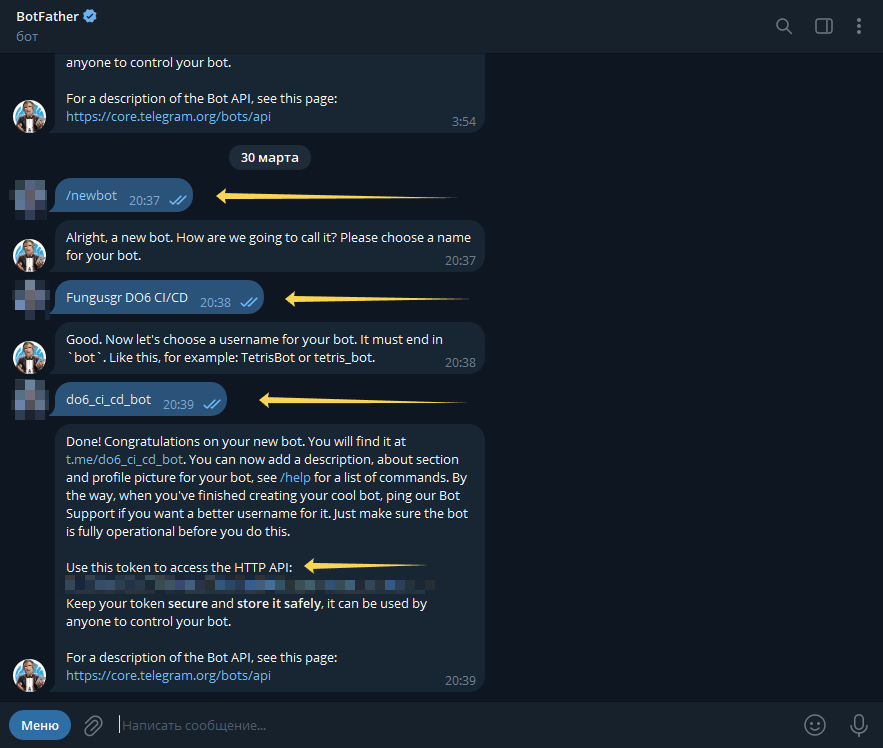 BotFather
бот
anyone to control your bot.
For a description of the Bot API, see this page:
https://core.telegram.org/bots/api
3:54
30 марта
/newbot 20:37
Alright, a new bot. How are we going to call it? Please choose a name
for your bot.
20:37
Fungusgr DO6 CI/CD 20:38
Good. Now let's choose a username for your bot. It must end in
`bot`. Like this, for example: TetrisBot or tetris_bot.
20:38
do6_ci_cd_bot 20:39
Done! Congratulations on your new bot. You will find it at
t.me/do6_ci_cd_bot. You can now add a description, about section
and profile picture for your bot, see /help for a list of commands. By
the way, when you've finished creating your cool bot, ping our Bot
Support if you want a better username for it. Just make sure the bot
is fully operational before you do this.
Use this token to access the HTTP API:
Keep your token secure and store it safely, it can be used by
anyone to control your bot.
For a description of the Bot API, see this page:
https://core.telegram.org/bots/api
20:39
Меню
Написать сообщение...